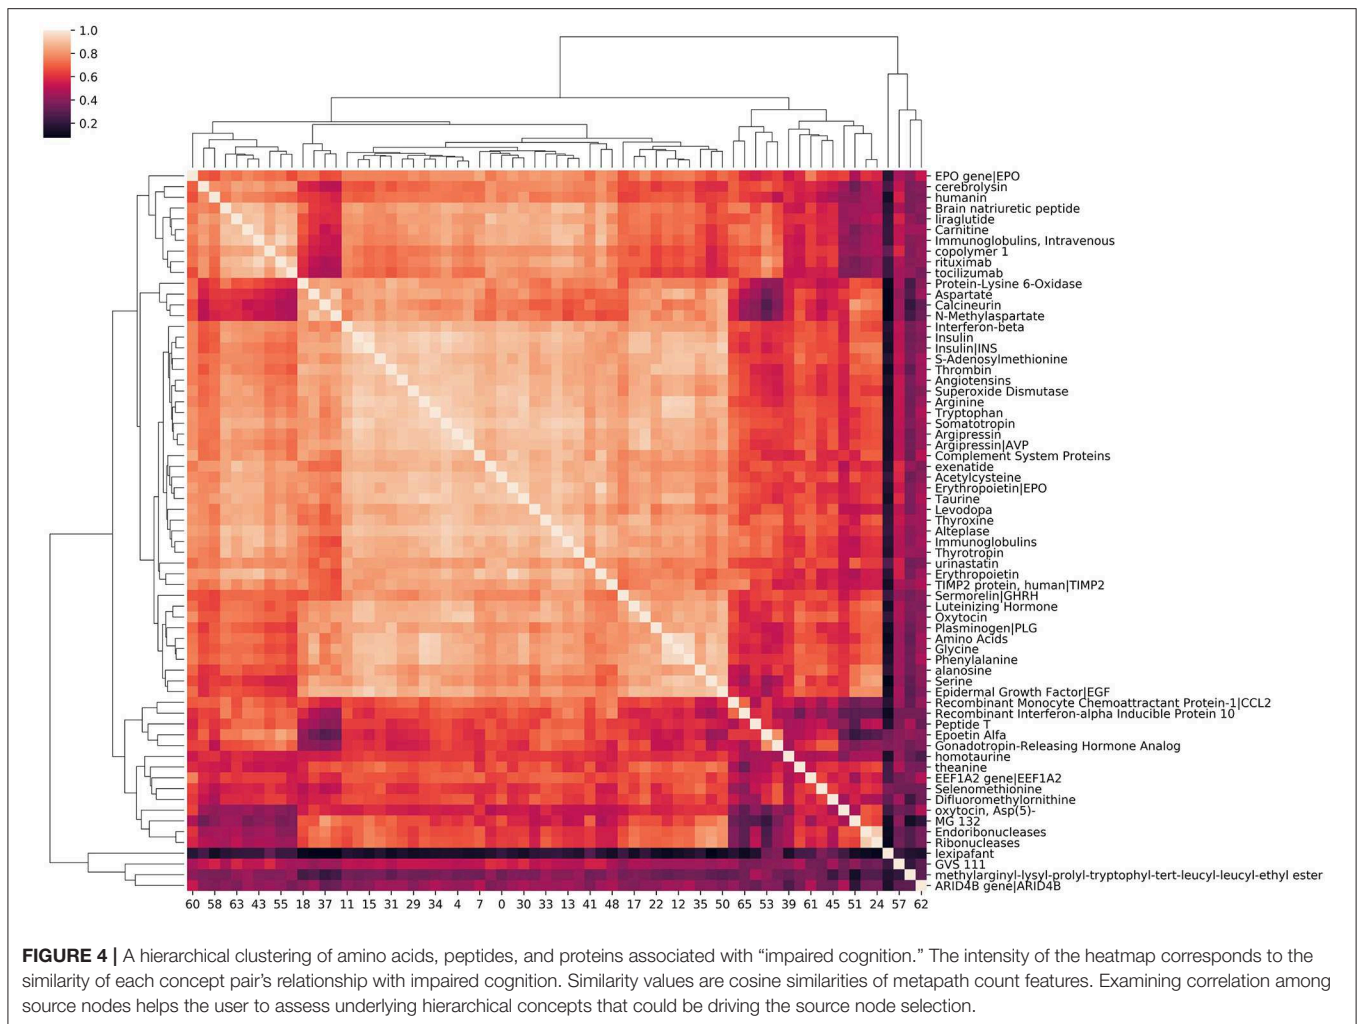 1.0
0.8
0.6
0.4
0.2
EPO gene|EPO
cerebrolysin
humanin
Brain natriuretic peptide
liraglutide
Carnitine
Immunoglobulins, Intravenous
copolymer 1
rituximab
tocilizumab
Protein-Lysine 6-Oxidase
Aspartate
Calcineurin
N-Methylaspartate
Interferon-beta
Insulin
Insulin|INS
S-Adenosylmethionine
Thrombin
Angiotensins
Superoxide Dismutase
Arginine
Tryptophan
Somatotropin
Argipressin
Argipressin|AVP
Complement System Proteins
exenatide
Acetylcysteine
Erythropoietin|EPO
Taurine
Levodopa
Thyroxine
Alteplase
Immunoglobulins
Thyrotropin
urinastatin
Erythropoietin
TIMP2 protein, human|TIMP2
Sermorelin|GHRH
Luteinizing Hormone
Oxytocin
Plasminogen|PLG
Amino Acids
Glycine
Phenylalanine
alanosine
Serine
Epidermal Growth Factor|EGF
Recombinant Monocyte Chemoattractant Protein-1|CCL2
Recombinant Interferon-alpha Inducible Protein 10
Peptide T
Epoetin Alfa
Gonadotropin-Releasing Hormone Analog
homotaurine
theanine
EEF1A2 gene|EEF1A2
Selenomethionine
Difluoromethylornithine
oxytocin, Asp(5)-
MG 132
Endoribonucleases
Ribonucleases
lexipafant
GVS 111
methylarginyl-lysyl-prolyl-tryptophyl-tert-leucyl-leucyl-ethyl ester
ARID4B gene|ARID4B
60 58 63 43 55 18 37 11 15 31 29 34 4 7 0 30 33 13 41 48 17 22 12 35 50 65 53 39 61 45 51 24 57 62
FIGURE 4 | A hierarchical clustering of amino acids, peptides, and proteins associated with “impaired cognition.” The intensity of the heatmap corresponds to the
similarity of each concept pair’s relationship with impaired cognition. Similarity values are cosine similarities of metapath count features. Examining correlation among
source nodes helps the user to assess underlying hierarchical concepts that could be driving the source node selection.